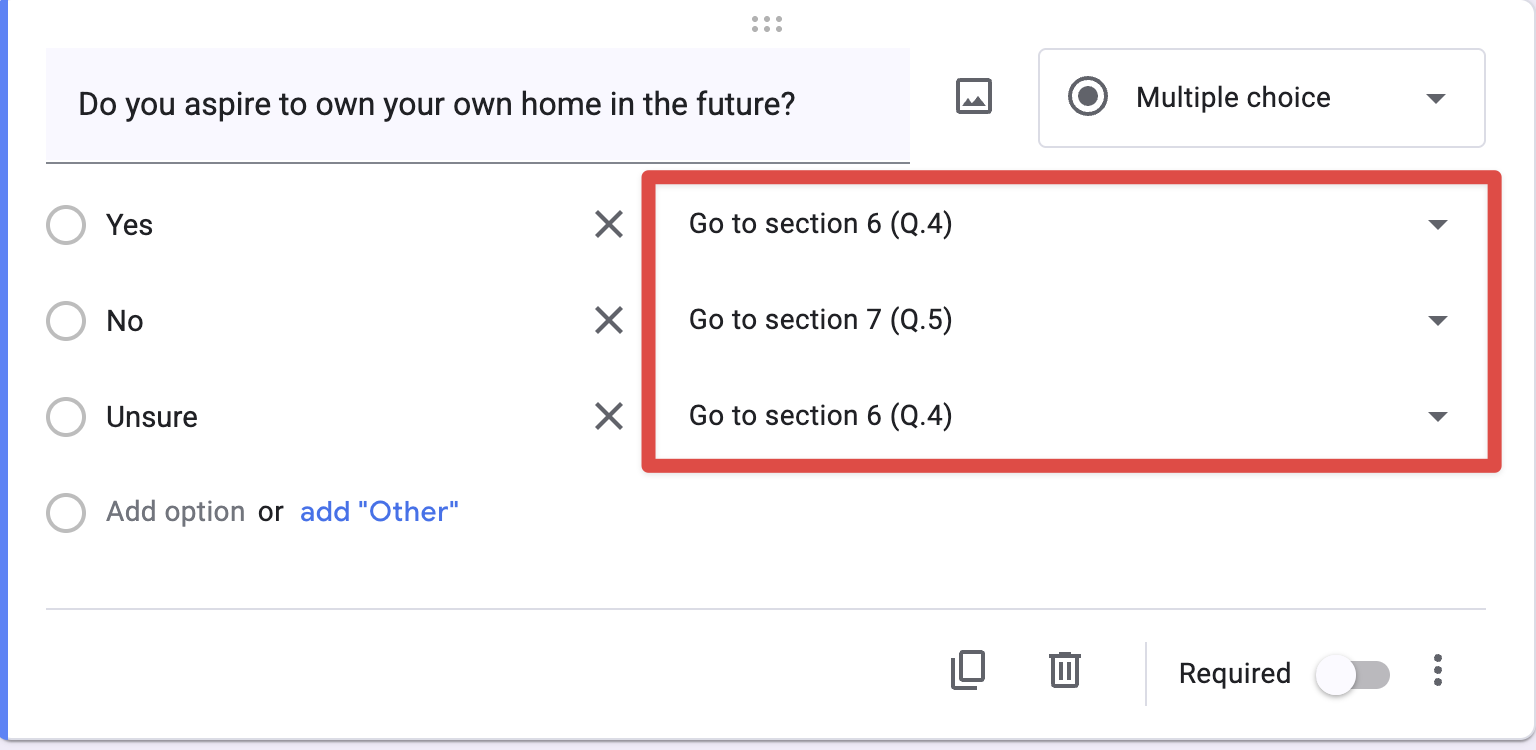 Do you aspire to own your own home in the future?
Multiple choice
Yes
Go to section 6 (Q.4)
No
Go to section 7 (Q.5)
Unsure
Go to section 6 (Q.4)
Add option or add "Other"
Required